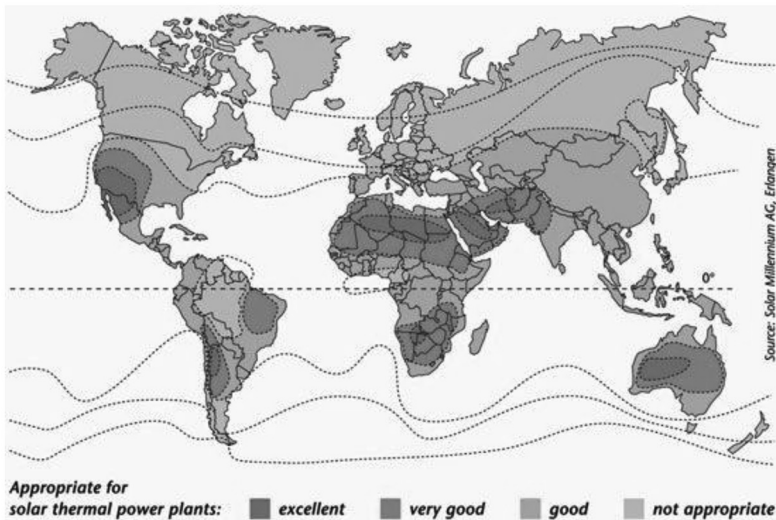 0°
Source: Solar Millennium AG, Erlangen
Appropriate for
solar thermal power plants: excellent very good good not appropriate